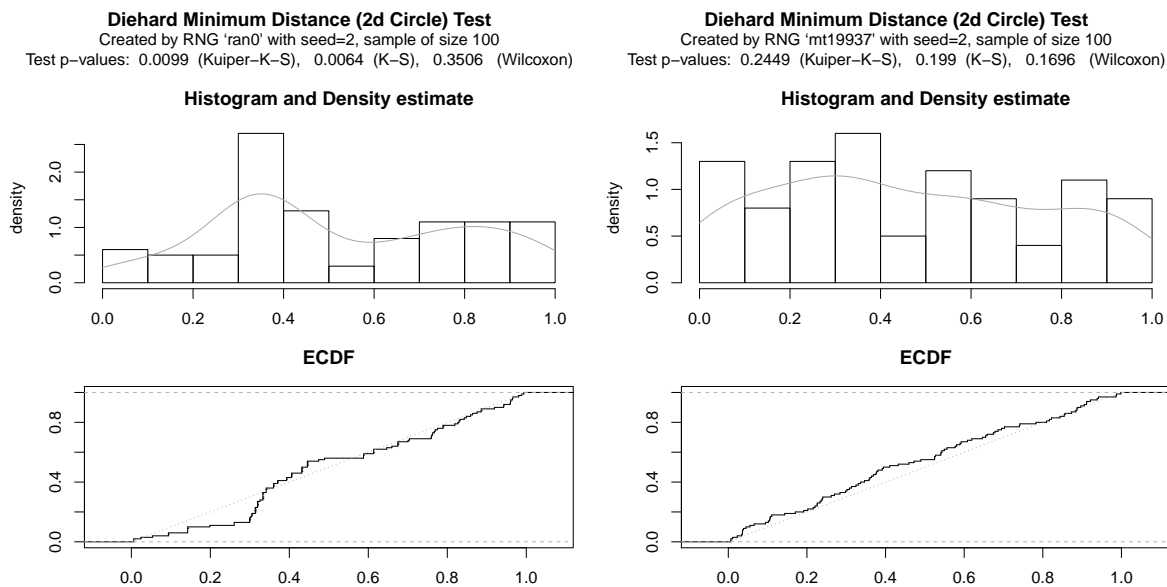 Diehard Minimum Distance (2d Circle) Test
Created by RNG ‘ran0’ with seed=2, sample of size 100
Test p-values: 0.0099 (Kuiper-K-S), 0.0064 (K-S), 0.3506 (Wilcoxon)
Histogram and Density estimate
density
0.0 1.0 2.0
0.0 0.2 0.4 0.6 0.8 1.0
ECDF
0.0 0.4 0.8
0.0 0.2 0.4 0.6 0.8 1.0
Diehard Minimum Distance (2d Circle) Test
Created by RNG ‘mt19937’ with seed=2, sample of size 100
Test p-values: 0.2449 (Kuiper-K-S), 0.199 (K-S), 0.1696 (Wilcoxon)
Histogram and Density estimate
density
0.0 0.5 1.0 1.5
0.0 0.2 0.4 0.6 0.8 1.0
ECDF
0.0 0.4 0.8
0.0 0.2 0.4 0.6 0.8 1.0